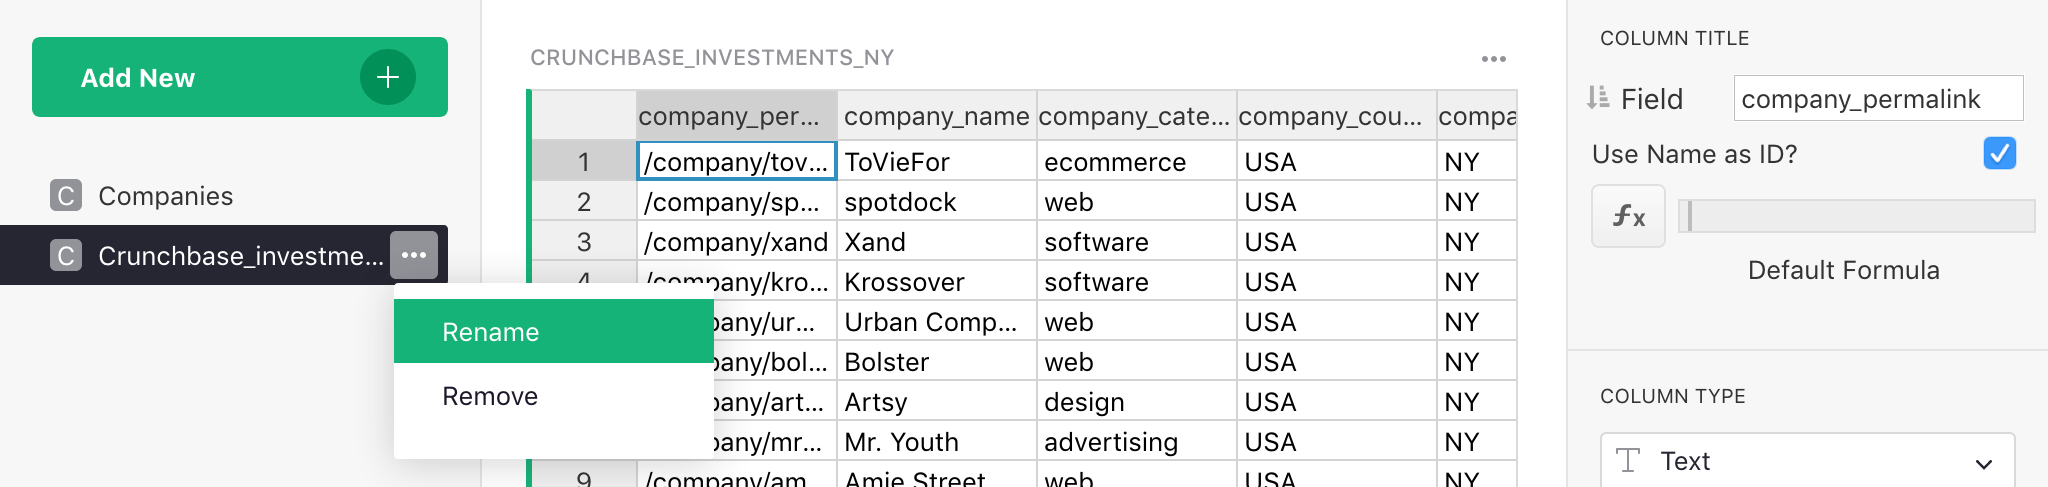 Add New
C Companies
C Crunchbase_investme... •••
Rename
Remove
CRUNCHBASE_INVESTMENTS_NY
company_per... company_name company_cate... company_cou... compa
1 /company/tov... ToVieFor ecommerce USA NY
2 /company/sp... spotdock web USA NY
3 /company/xand Xand software USA NY
4 /company/kro... Krossover software USA NY
pany/ur... Urban Comp... web USA NY
pany/bol... Bolster web USA NY
pany/art... Artsy design USA NY
pany/mr... Mr. Youth advertising USA NY
9 /company/am Amie Street web USA NY
COLUMN TITLE
Field company_permalink
Use Name as ID?
fx
Default Formula
COLUMN TYPE
T Text